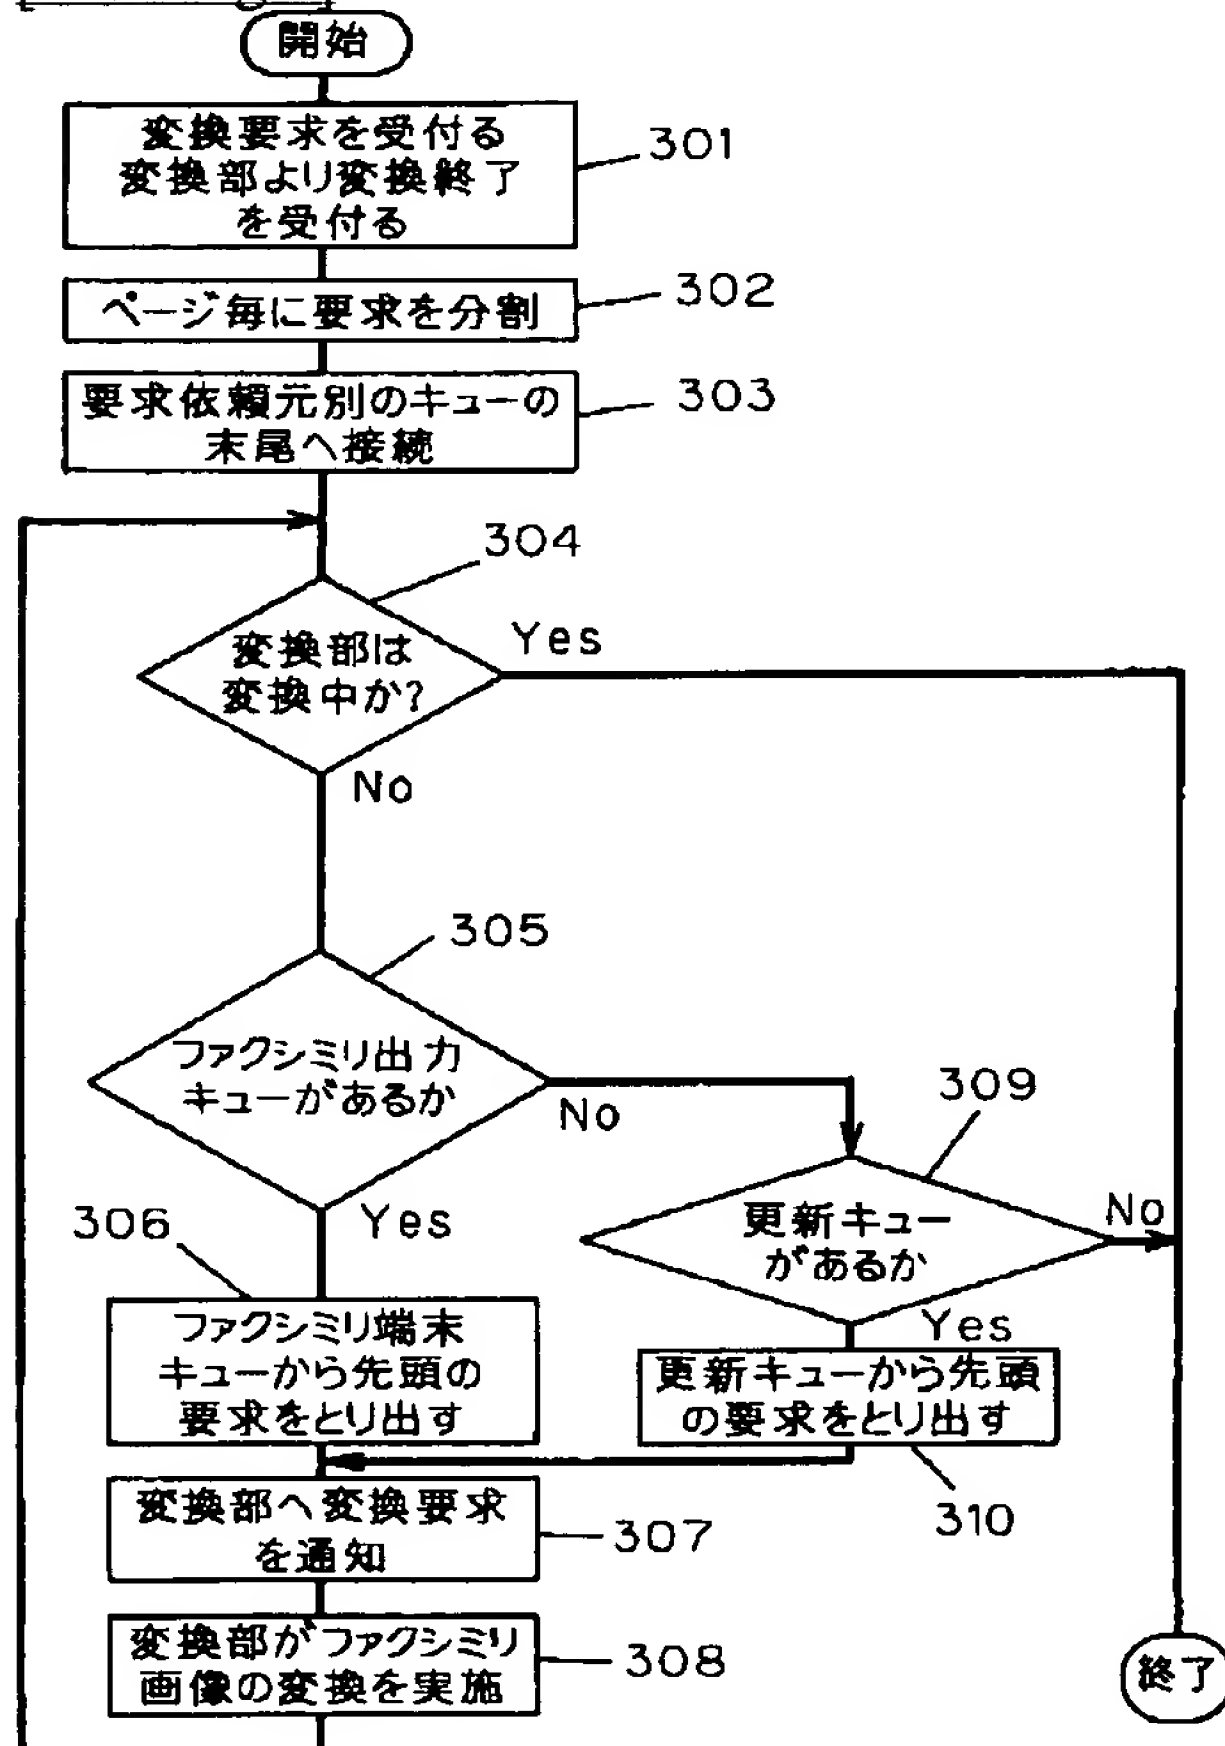 開始
変換要求を受付る
変換部より変換終了
を受付る
301
ページ毎に要求を分割
302
要求依頼元別のキューの
末尾へ接続
303
304
変換部は
変換中か?
Yes
No
305
ファクシミリ出力
キューがあるか
No
Yes
309
更新キュー
があるか
No
Yes
306
ファクシミリ端末
キューから先頭の
要求をとり出す
更新キューから先頭
の要求をとり出す
310
変換部へ変換要求
を通知
307
変換部がファクシミリ
画像の変換を実施
308
終了